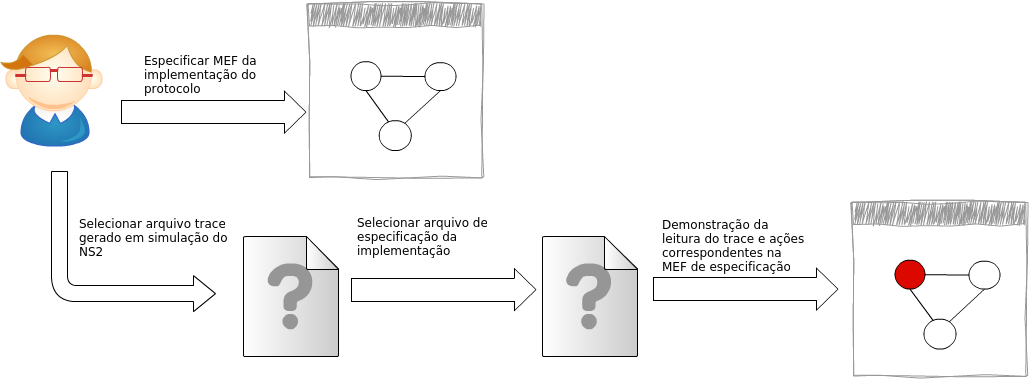 Especificar MEF da
implementação do
protocolo
Selecionar arquivo trace
gerado em simulação do
NS2
Selecionar arquivo de
especificação da
implementação
Demonstração da
leitura do trace e ações
correspondentes na
MEF de especificação
?
?